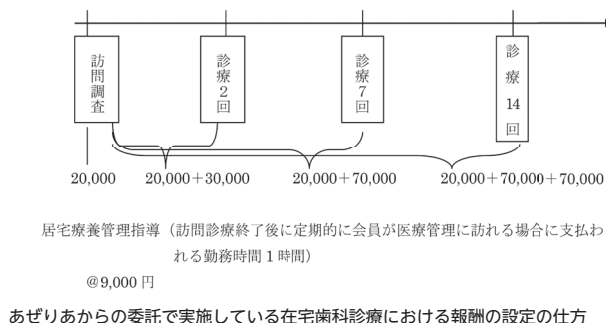 訪問調査
診療2回
診療7回
診療14回
20,000
20,000＋30,000
20,000＋70,000
20,000＋70,000＋70,000
居宅療養管理指導（訪問診療終了後に定期的に会員が医療管理に訪れる場合に支払わ
れる勤務時間1時間）
@9,000円
あぜりあからの委託で実施している在宅歯科診療における報酬の設定の仕方